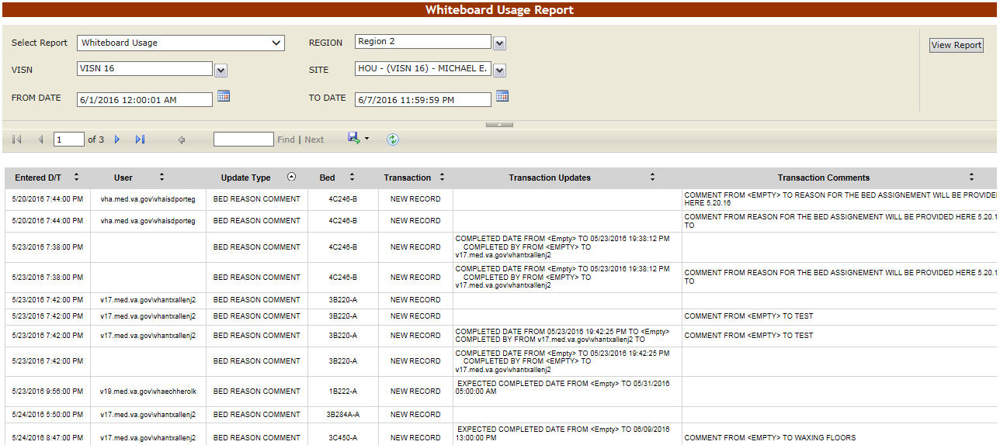 Whiteboard Usage Report
Select Report Whiteboard Usage REGION Region 2 View Report
VISN VISN 16 SITE HOU - (VISN 16) - MICHAEL E.
FROM DATE 6/1/2016 12:00:01 AM TO DATE 6/7/2016 11:59:59 PM
1 of 3 Find | Next
Entered D/T User Update Type Bed Transaction Transaction Updates Transaction Comments
5/20/2016 7:44:00 PM vha.med.va.gov\vhaisdporteg BED REASON COMMENT 4C246-B NEW RECORD COMMENT FROM <EMPTY> TO REASON FOR THE BED ASSIGNEMENT WILL BE PROVIDED
HERE 5.20.16
5/20/2016 7:44:00 PM vha.med.va.gov\vhaisdporteg BED REASON COMMENT 4C246-B NEW RECORD COMMENT FROM REASON FOR THE BED ASSIGNEMENT WILL BE PROVIDED HERE 5.20.1
TO
5/23/2016 7:38:00 PM BED REASON COMMENT 4C246-B NEW RECORD COMPLETED DATE FROM <Empty> TO 05/23/2016 19:38:12 PM
COMPLETED BY FROM <EMPTY> TO
v17.med.va.gov\vhantxallenj2
5/23/2016 7:38:00 PM BED REASON COMMENT 4C246-B NEW RECORD COMPLETED DATE FROM <Empty> TO 05/23/2016 19:38:12 PM
COMPLETED BY FROM <EMPTY> TO
v17.med.va.gov\vhantxallenj2 COMMENT FROM REASON FOR THE BED ASSIGNEMENT WILL BE PROVIDED HERE 5.20.1
TO
5/23/2016 7:42:00 PM v17.med.va.gov\vhantxallenj2 BED REASON COMMENT 3B220-A NEW RECORD
5/23/2016 7:42:00 PM v17.med.va.gov\vhantxallenj2 BED REASON COMMENT 3B220-A NEW RECORD COMMENT FROM <EMPTY> TO TEST
5/23/2016 7:42:00 PM v17.med.va.gov\vhantxallenj2 BED REASON COMMENT 3B220-A NEW RECORD COMPLETED DATE FROM 05/23/2016 19:42:25 PM TO <Empty>
COMPLETED BY FROM v17.med.va.gov\vhantxallenj2 TO COMMENT FROM <EMPTY> TO TEST
5/23/2016 7:42:00 PM BED REASON COMMENT 3B220-A NEW RECORD COMPLETED DATE FROM <Empty> TO 05/23/2016 19:42:25 PM
COMPLETED BY FROM <EMPTY> TO
v17.med.va.gov\vhantxallenj2
5/23/2016 9:56:00 PM v19.med.va.gov\vhaechherolk BED REASON COMMENT 1B222-A NEW RECORD EXPECTED COMPLETED DATE FROM <Empty> TO 05/31/2016
05:00:00 AM
5/24/2016 5:50:00 PM v17.med.va.gov\vhantxallenj2 BED REASON COMMENT 3B284A-A NEW RECORD
5/24/2016 8:47:00 PM v17.med.va.gov\vhantxallenj2 BED REASON COMMENT 3C450-A NEW RECORD EXPECTED COMPLETED DATE FROM <Empty> TO 06/09/2016
13:00:00 PM COMMENT FROM <EMPTY> TO WAXING FLOORS